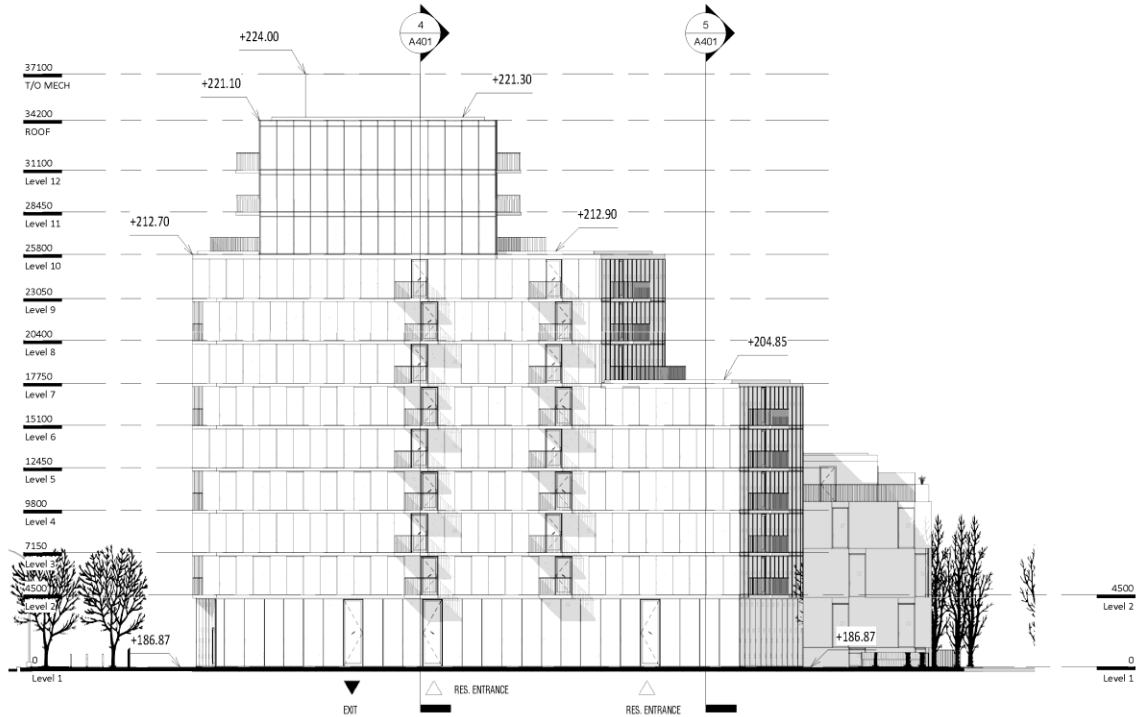 4
A401
5
A401
+224.00
37100
T/O MECH
+221.10
+221.30
34200
ROOF
31100
Level 12
28450
Level 11
+212.70
+212.90
25800
Level 10
23050
Level 9
20400
Level 8
+204.85
17750
Level 7
15100
Level 6
12450
Level 5
9800
Level 4
7150
Level 3
4500
Level 2
4500
Level 2
+186.87
+186.87
0
Level 1
0
Level 1
RES. ENTRANCE
EXIT
RES. ENTRANCE